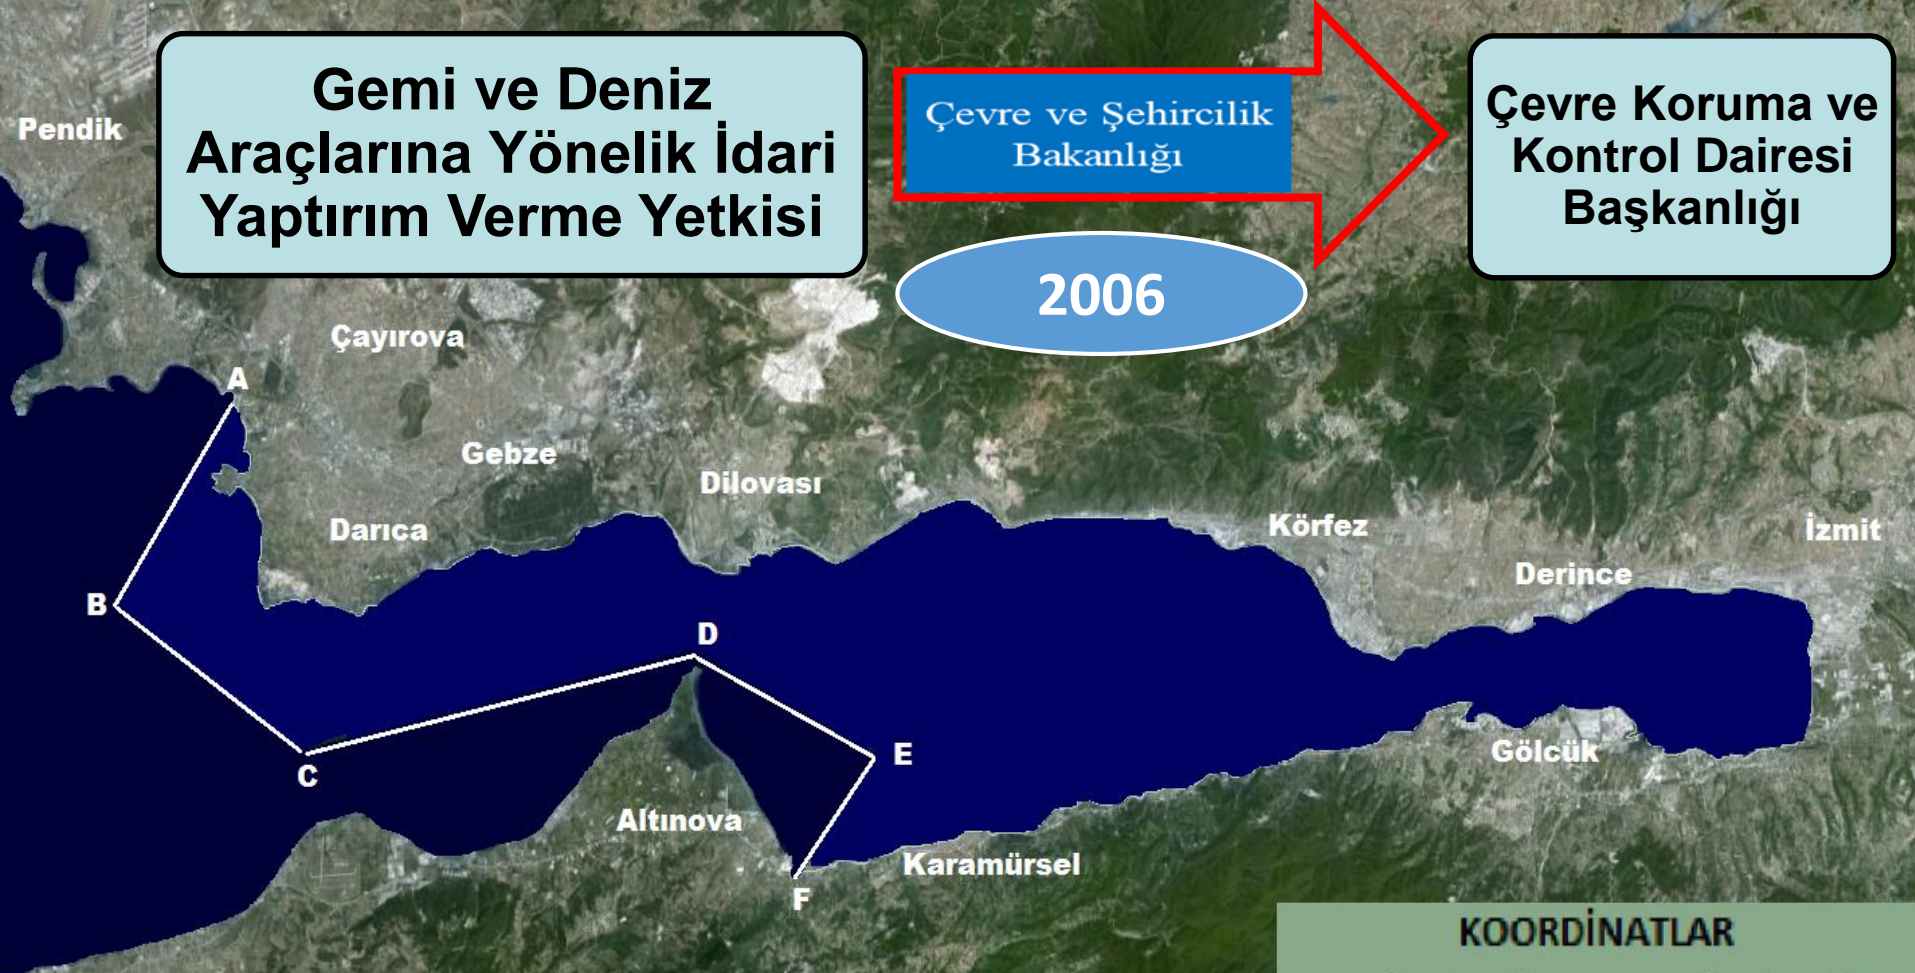 Gemi ve Deniz
Araçlarına Yönelik İdari
Yaptırım Verme Yetkisi
Çevre ve Şehircilik
Bakanlığı
2006
Çevre Koruma ve
Kontrol Dairesi
Başkanlığı
Pendik
Çayırova
A
Gebze
Dilovası
Darıca
Körfez
İzmit
Derince
B
D
C
E
Gölcük
Altınova
Karamürsel
F
KOORDİNATLAR